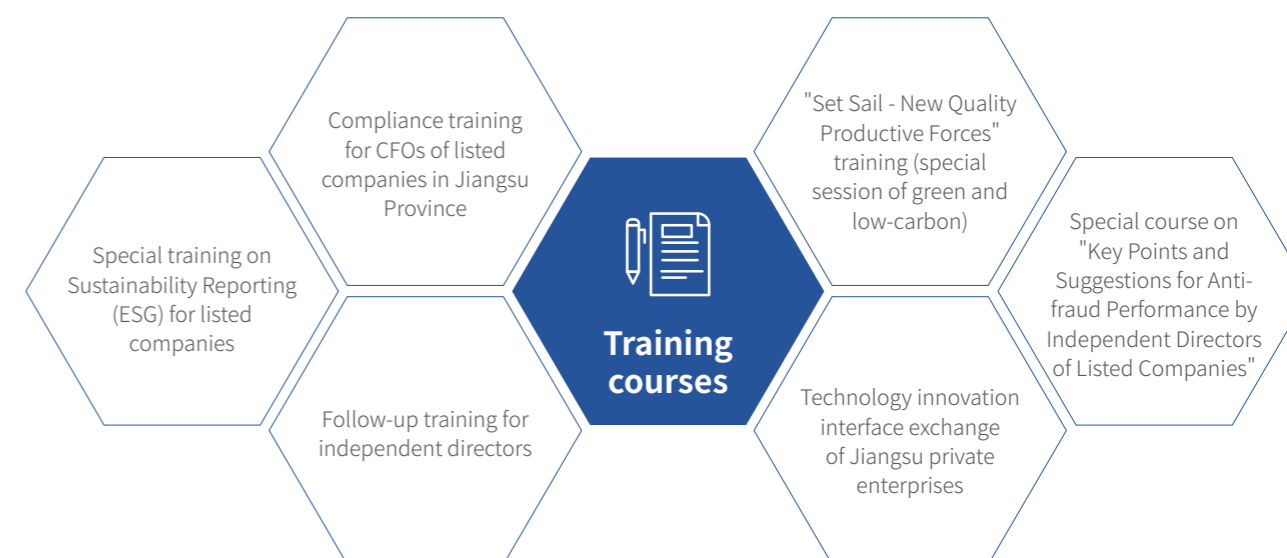 Compliance training
for CFOs of listed
companies in Jiangsu
Province
"Set Sail - New Quality
Productive Forces"
training (special
session of green and
low-carbon)
Special training on
Sustainability Reporting
(ESG) for listed
companies
Training
courses
Special course on
"Key Points and
Suggestions for Anti-
fraud Performance by
Independent Directors
of Listed Companies"
Follow-up training for
independent directors
Technology innovation
interface exchange
of Jiangsu private
enterprises